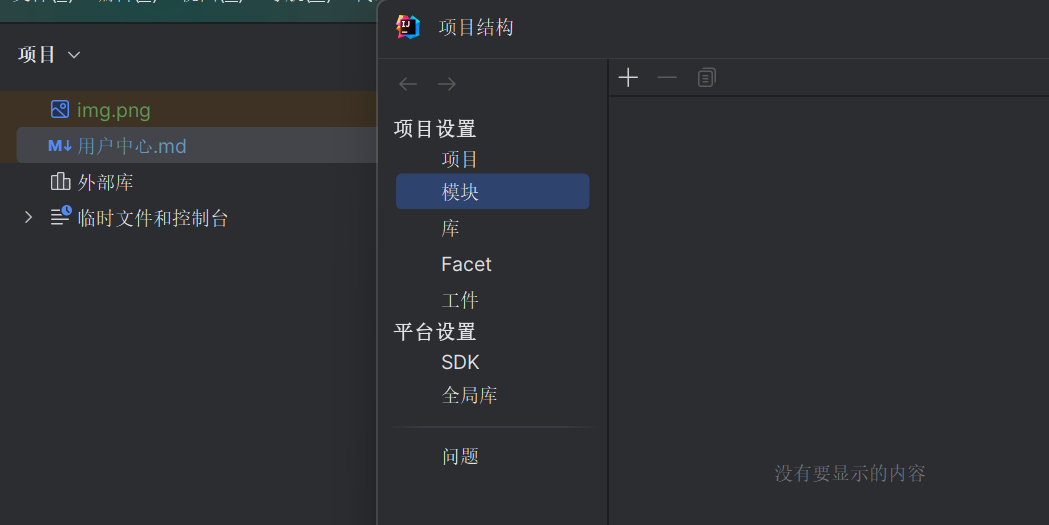 项目
img.png
M↓ 用户中心.md
外部库
临时文件和控制台
IJ
项目结构
项目设置
项目
模块
库
Facet
工件
平台设置
SDK
全局库
问题
没有要显示的内容